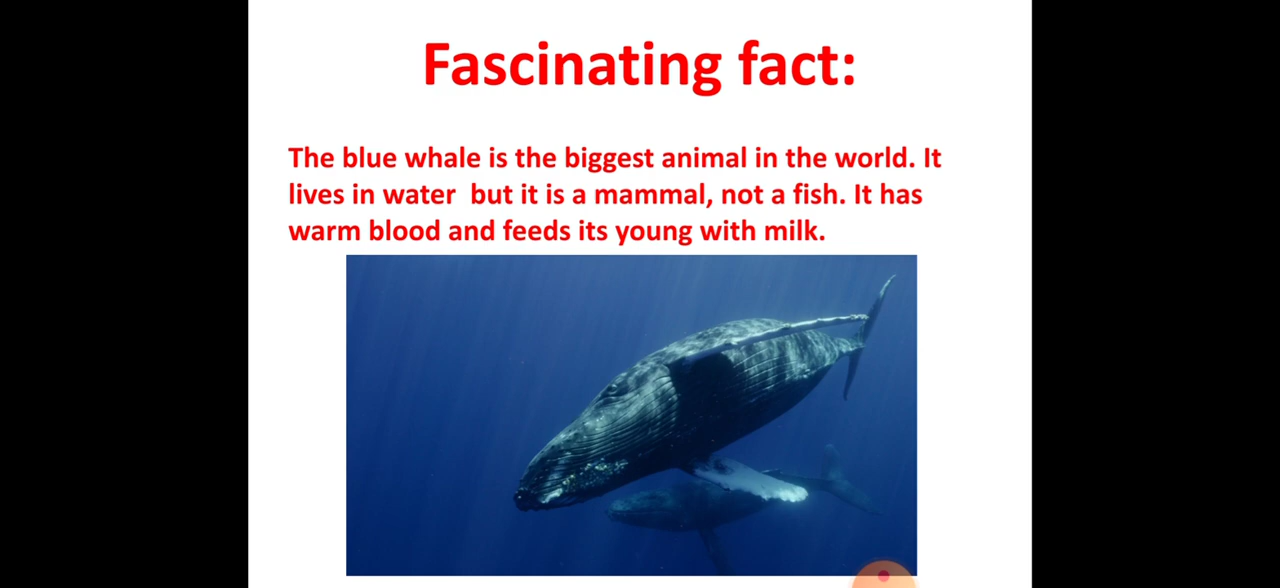 Fascinating fact:
The blue whale is the biggest animal in the world. It
lives in water  but it is a mammal, not a fish. It has
warm blood and feeds its young with milk.